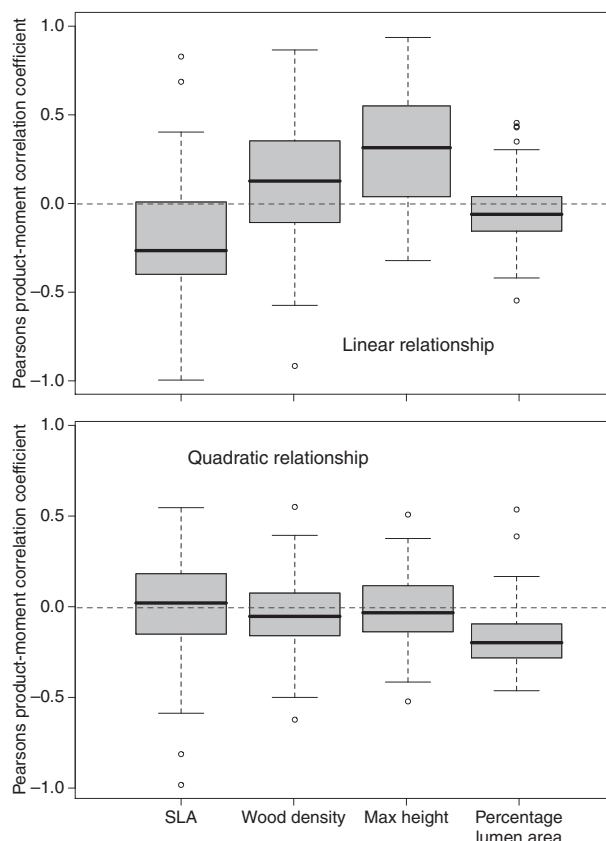 Pearsons product-moment correlation coefficient
1.0
0.5
0.0
−0.5
−1.0
Linear relationship
Pearsons product-moment correlation coefficient
1.0
0.5
0.0
−0.5
−1.0
Quadratic relationship
SLA Wood density Max height Percentage
lumen area